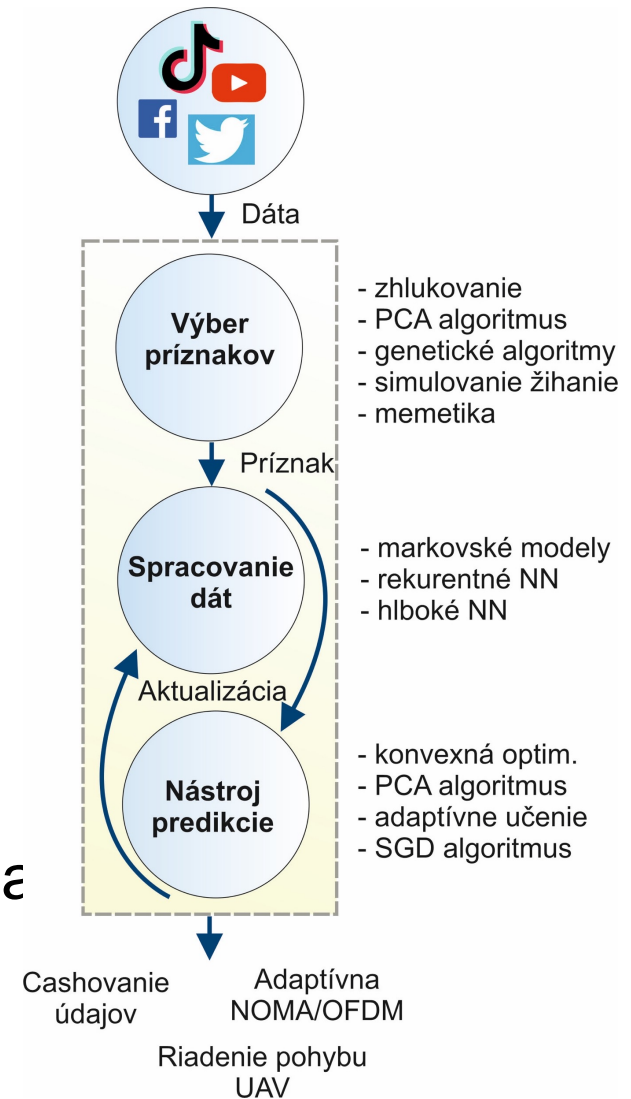 Dáta
Výber
príznakov
- zhlukovanie
- PCA algoritmus
- genetické algoritmy
- simulovanie žihanie
- memetika
Príznak
Spracovanie
dát
- markovské modely
- rekurentné NN
- hlboké NN
Aktualizácia
Nástroj
predikcie
- konvexná optim.
- PCA algoritmus
- adaptívne učenie
- SGD algoritmus
Cashovanie
údajov
Adaptívna
NOMA/OFDM
Riadenie pohybu
UAV